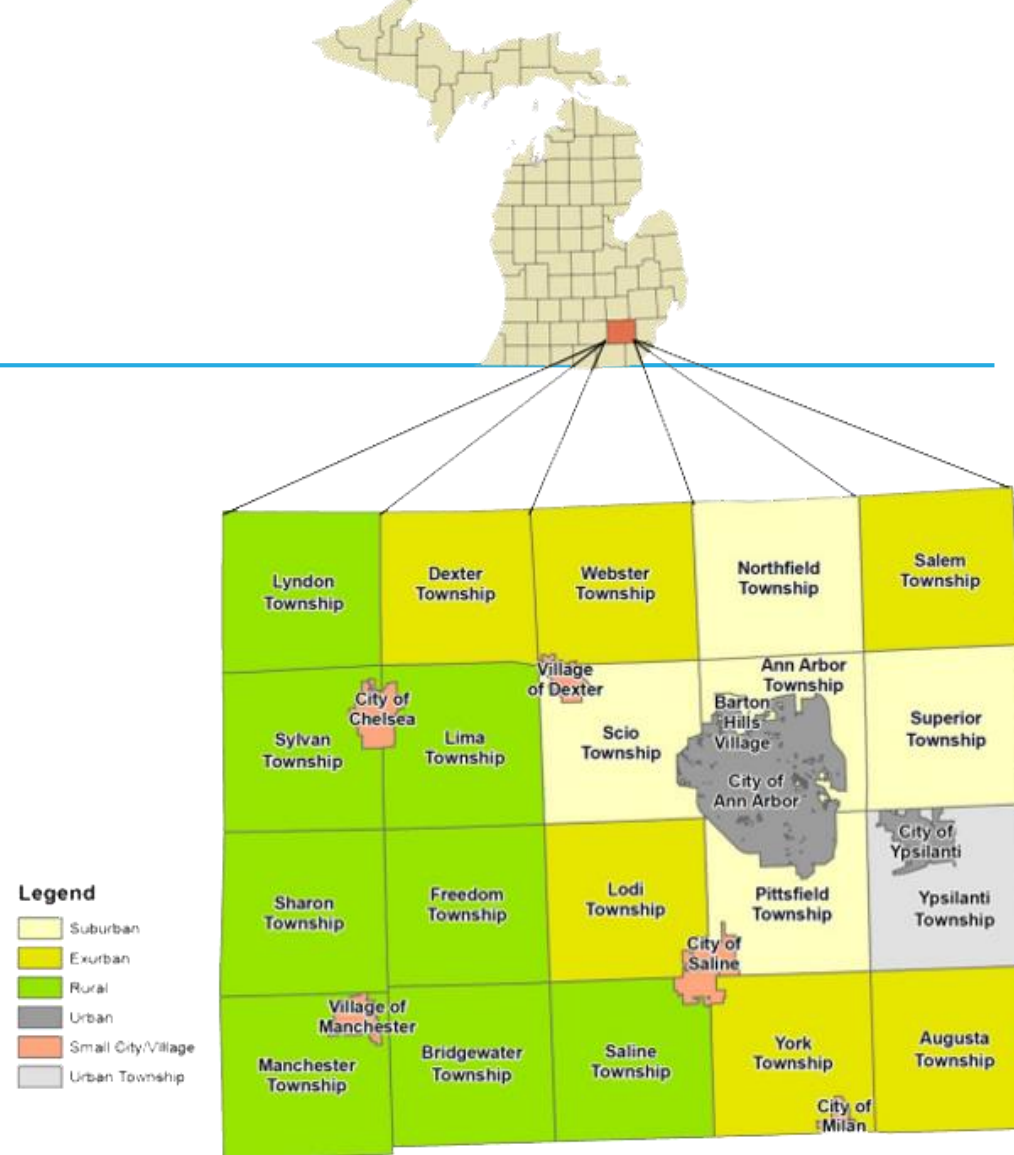 Lyndon
Township
Dexter
Township
Webster
Township
Northfield
Township
Salem
Township
City of
Chelsea
Sylvan
Township
Lima
Township
Village
of Dexter
Scio
Township
Ann Arbor
Township
Barton
Hills
Village
City of
Ann Arbor
Superior
Township
City of
Ypsilanti
Ypsilanti
Township
Sharon
Township
Freedom
Township
Lodi
Township
Pittsfield
Township
City of
Saline
Village of
Manchester
Manchester
Township
Bridgewater
Township
Saline
Township
York
Township
City of
Milan
Augusta
Township
Legend
Suburban
Exurban
Rural
Urban
Small City/Village
Urban Township